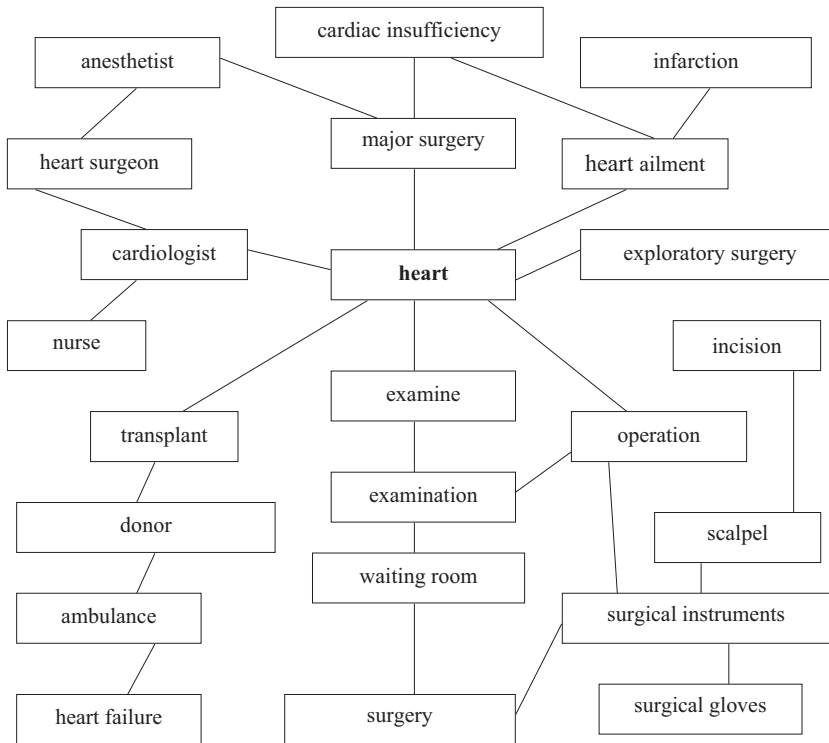 cardiac insufficiency
anesthetist
infarction
major surgery
heart surgeon
heart ailment
cardiologist
heart
exploratory surgery
nurse
incision
examine
transplant
operation
examination
donor
scalpel
waiting room
ambulance
surgical instruments
heart failure
surgery
surgical gloves